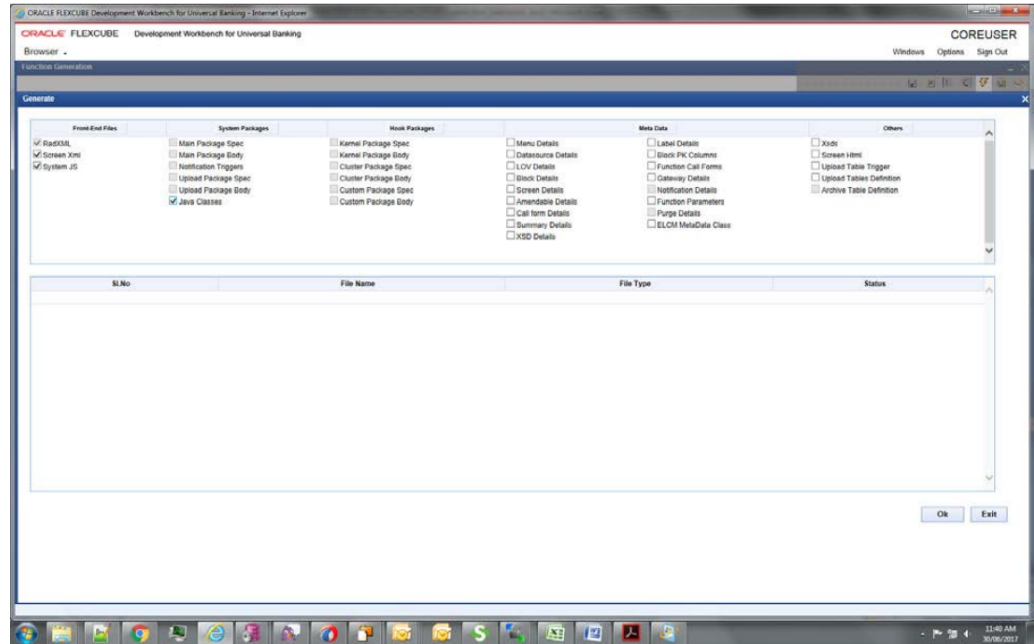 ORACLE FLEXCUBE Development Workbench for Universal Banking - Internet Explorer
ORACLE FLEXCUBE Development Workbench for Universal Banking COREUSER
Browser Windows Options Sign Out
Function Generation
Generate X
Front-End Files System Packages Hook Packages Meta Data Others
RadXML Main Package Spec Kernel Package Spec Menu Details Label Details Xsds
Screen Xml Main Package Body Kernel Package Body Datasource Details Block PK Columns Screen Html
System JS Notification Triggers Cluster Package Spec LOV Details Function Call Forms Upload Table Trigger
Upload Package Spec Cluster Package Body Block Details Gateway Details Upload Tables Definition
Upload Package Body Custom Package Spec Screen Details Notification Details Archive Table Definition
Java Classes Custom Package Body Amendable Details Function Parameters
Call form Details Purge Details
Summary Details ELCM MetaData Class
XSD Details
Sl.No File Name File Type Status
Ok Exit
11:40 AM
30/06/2017